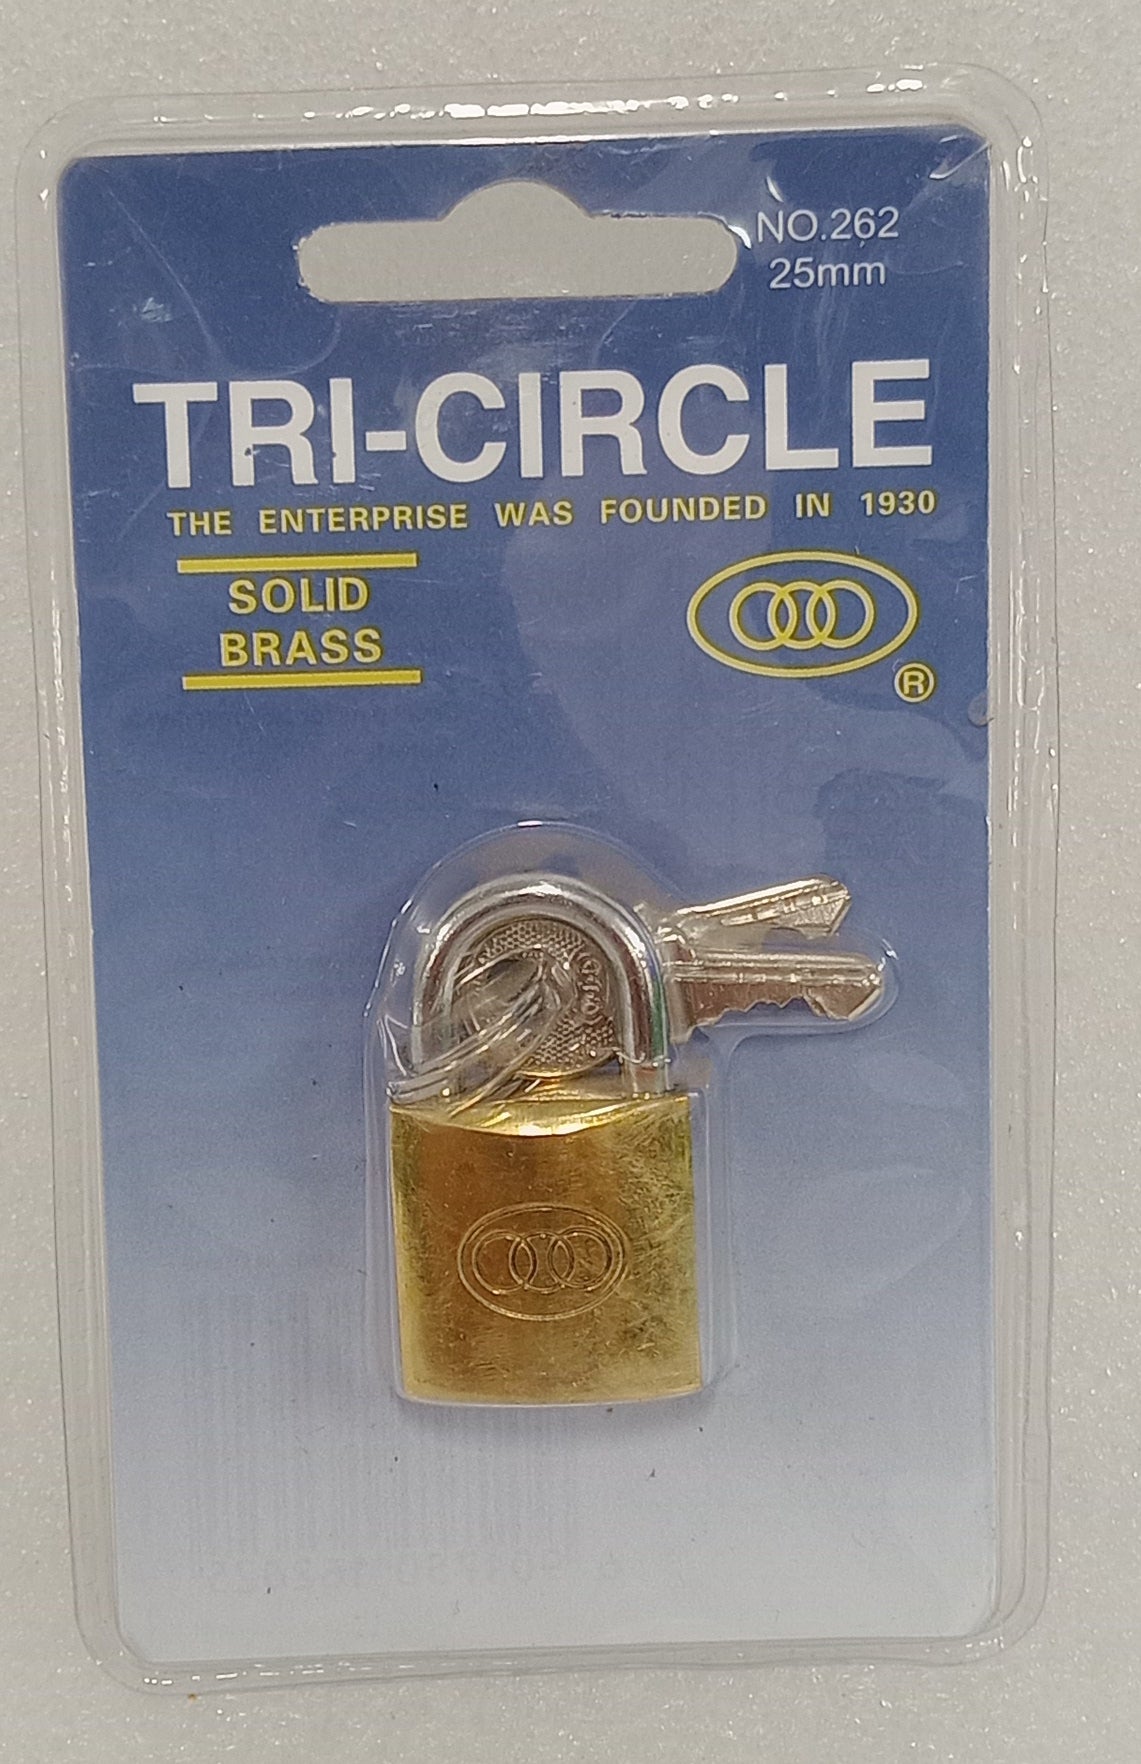 NO.262
25mm
TRI-CIRCLE
THE ENTERPRISE WAS FOUNDED IN 1930
SOLID
BRASS
®